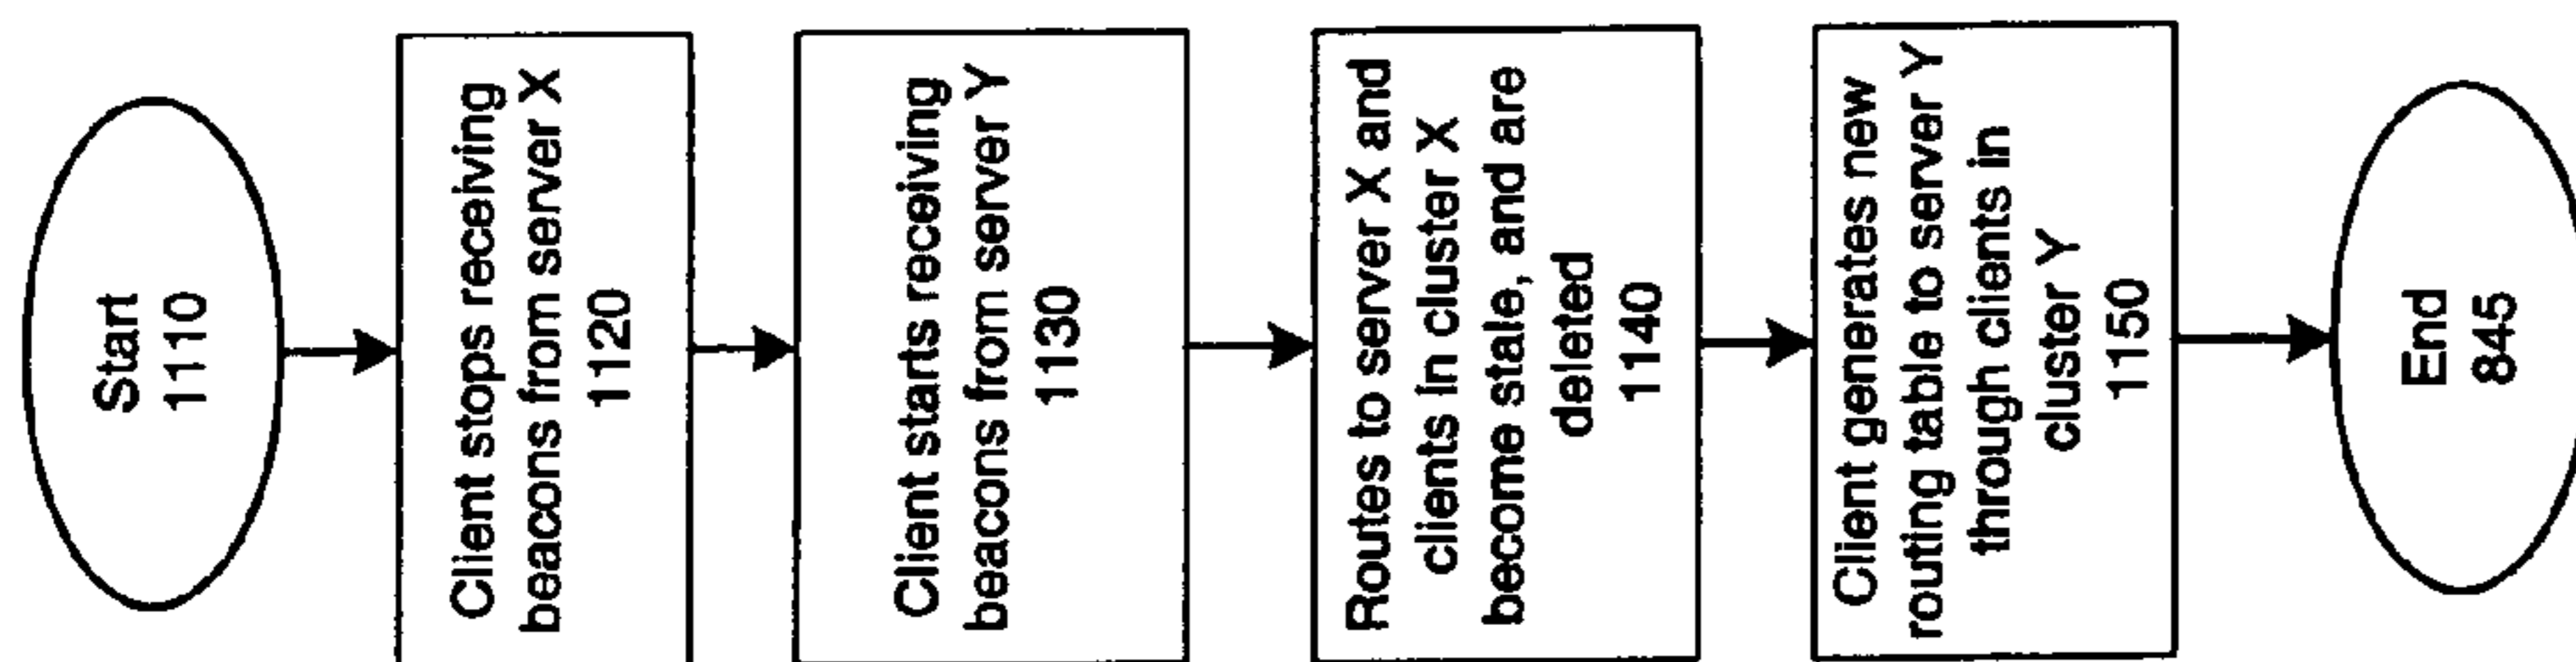 Start
1110
Client stops receiving
beacons from server X
1120
Client starts receiving
beacons from server Y
1130
Routes to server X and
clients in cluster X
become stale, and are
deleted
1140
Client generates new
routing table to server Y
through clients in
cluster Y
1150
End
845